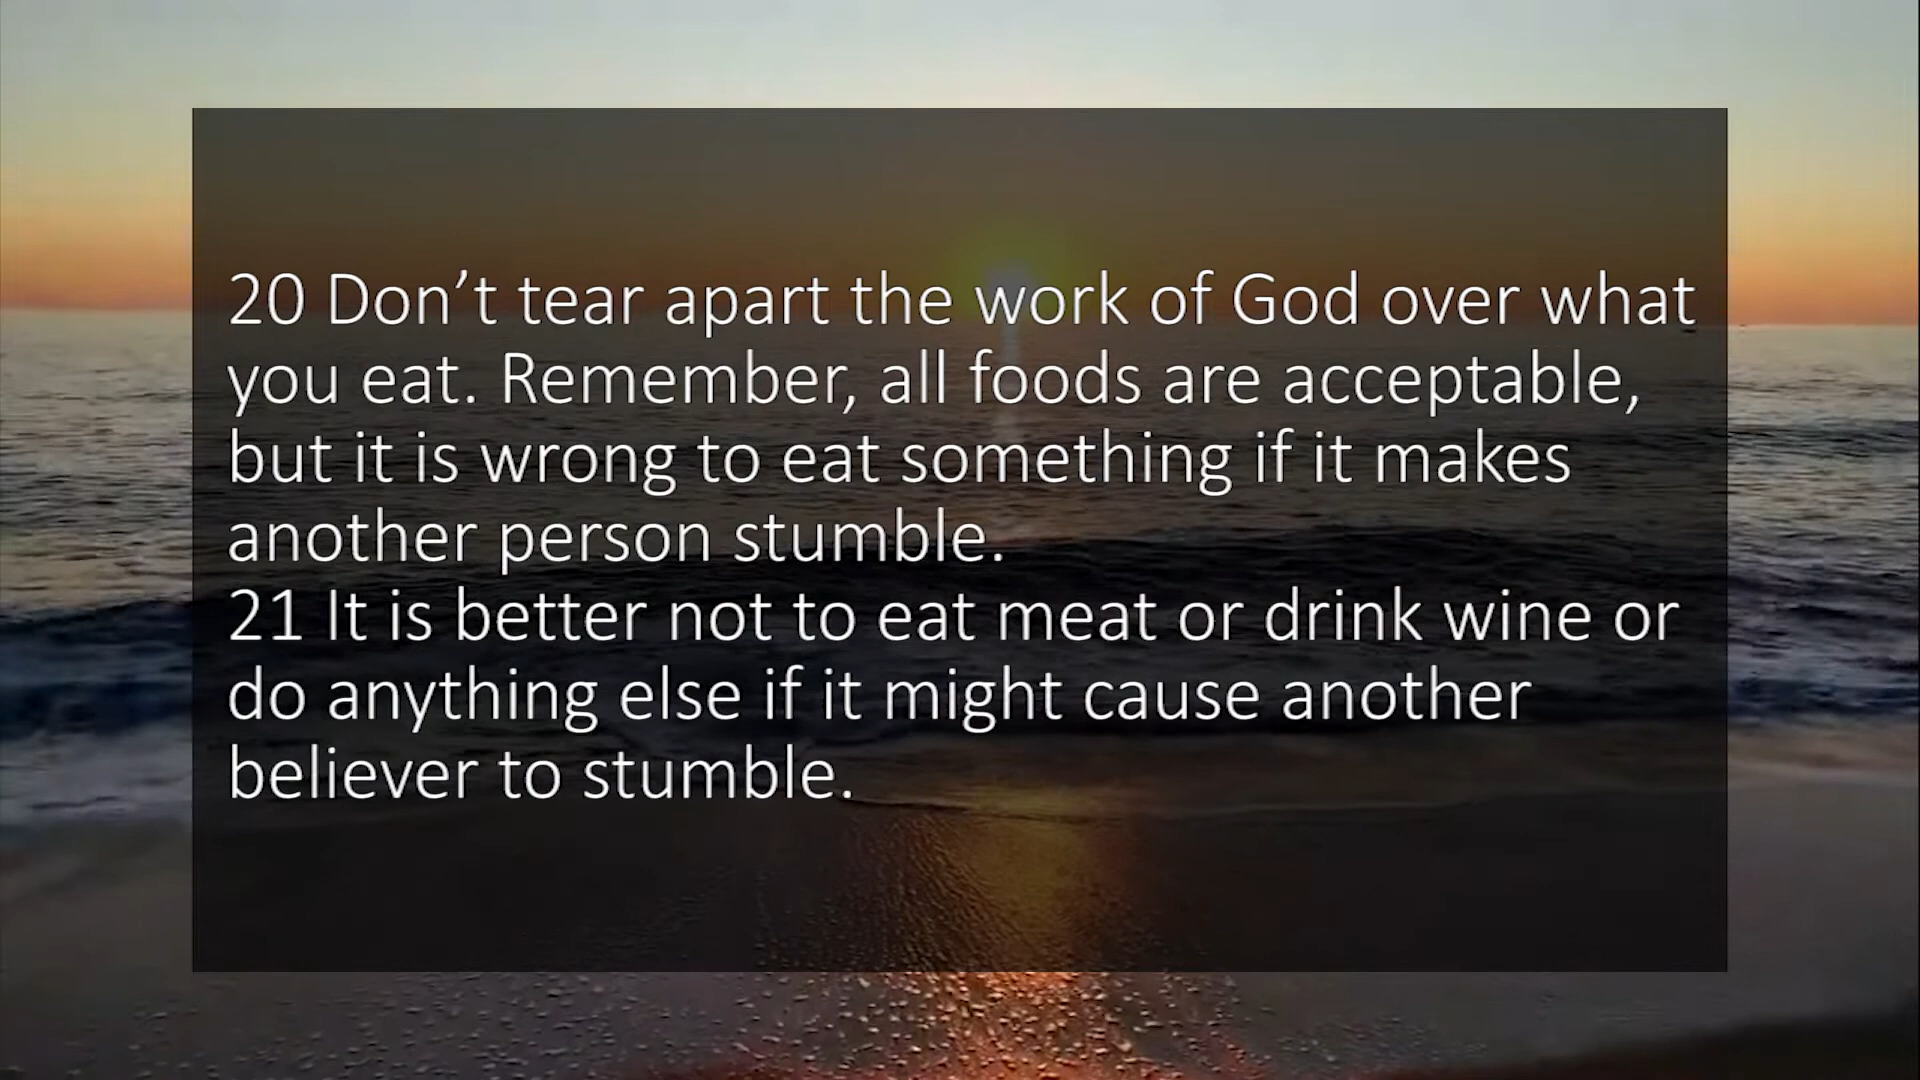 20 Don’t tear apart the work of God over what
you eat. Remember, all foods are acceptable,
but it is wrong to eat something if it makes
another person stumble.
21 It is better not to eat meat or drink wine or
do anything else if it might cause another
believer to stumble.